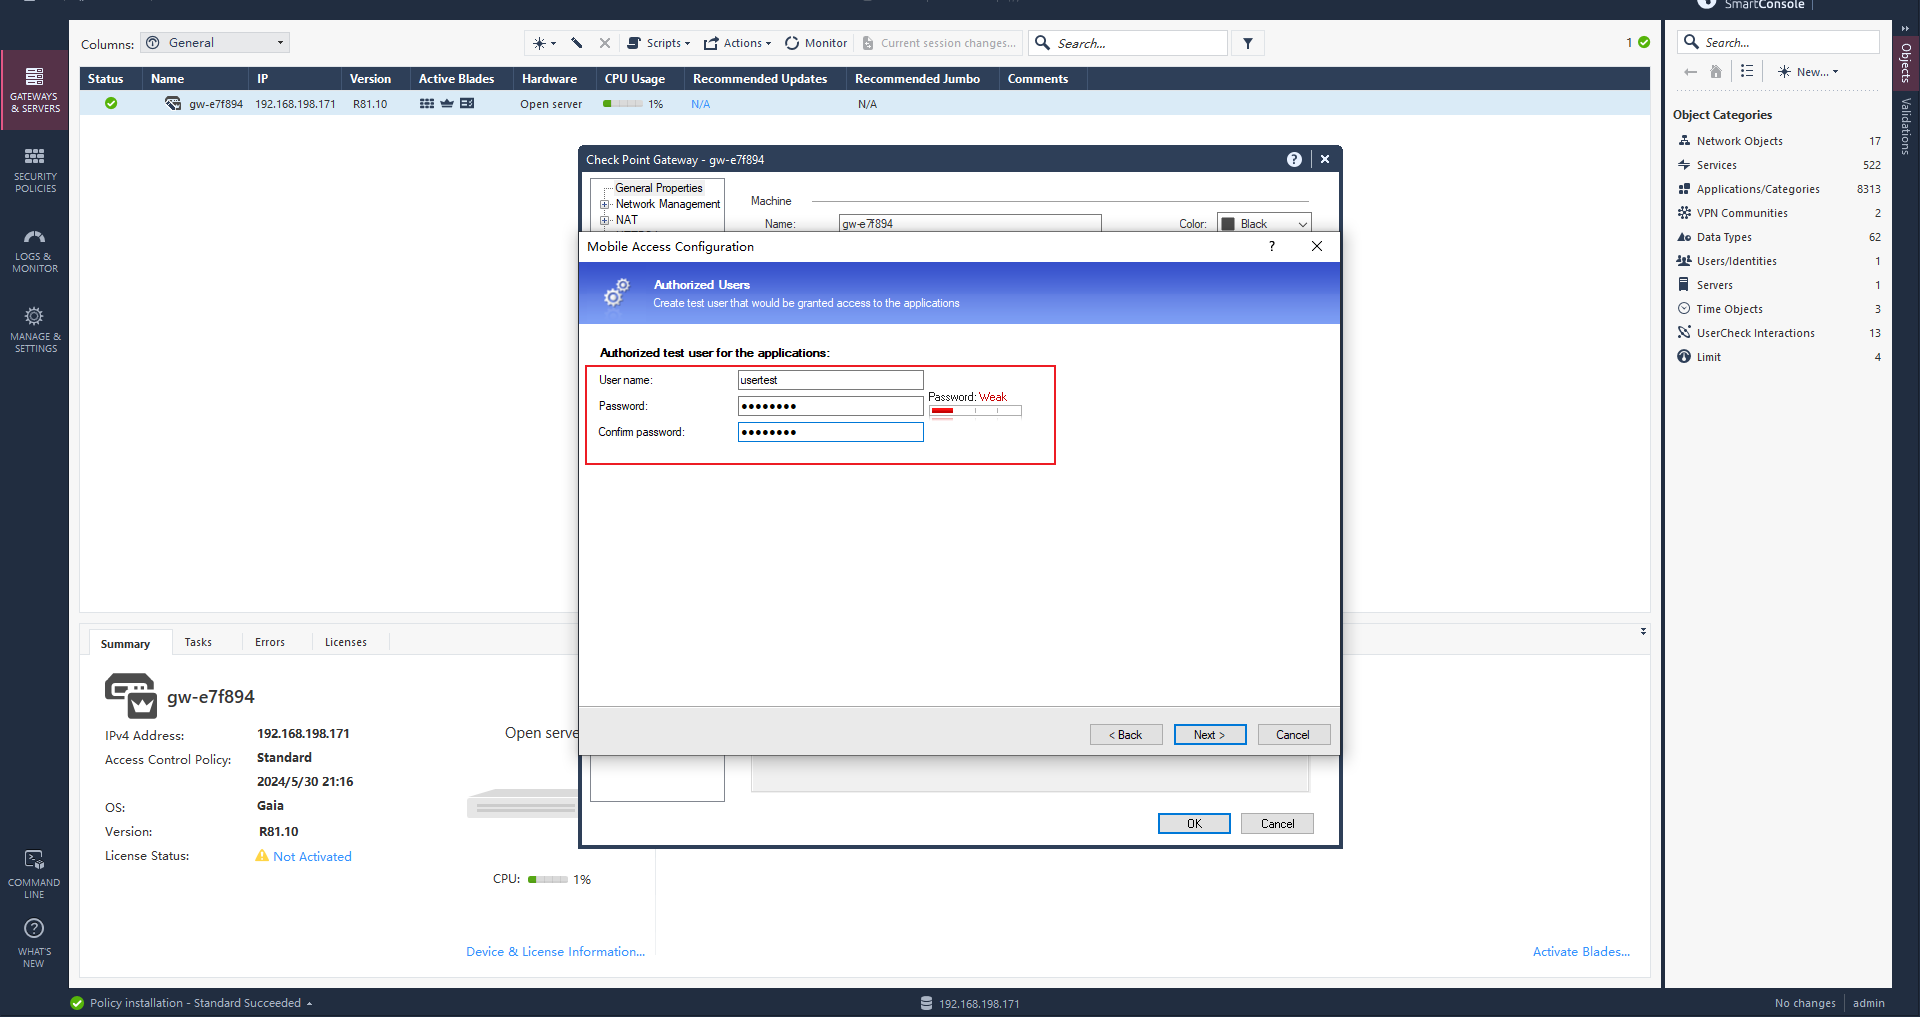 SmartConsole
Columns:
General
Scripts
Actions
Monitor
Current session changes...
Search...
1
Status
Name
IP
Version
Active Blades
Hardware
CPU Usage
Recommended Updates
Recommended Jumbo
Comments
gw-e7f894
192.168.198.171
R81.10
Open server
1%
N/A
N/A
GATEWAYS
& SERVERS
SECURITY
POLICIES
LOGS &
MONITOR
MANAGE &
SETTINGS
COMMAND
LINE
WHAT'S
NEW
Check Point Gateway - gw-e7f894
General Properties
Network Management
NAT
Machine
Name:
gw-e7f894
Color:
Black
Mobile Access Configuration
Authorized Users
Create test user that would be granted access to the applications
Authorized test user for the applications:
User name:
usertest
Password:
●●●●●●●●
Password: Weak
Confirm password:
●●●●●●●●
< Back
Next >
Cancel
OK
Cancel
Summary
Tasks
Errors
Licenses
gw-e7f894
IPv4 Address:
192.168.198.171
Access Control Policy:
Standard
2024/5/30 21:16
OS:
Gaia
Version:
R81.10
License Status:
Not Activated
Open serve
CPU:
1%
Device & License Information...
Activate Blades...
Search...
New...
Object Categories
Network Objects 17
Services 522
Applications/Categories 8313
VPN Communities 2
Data Types 62
Users/Identities 1
Servers 1
Time Objects 3
UserCheck Interactions 13
Limit 4
Objects
Validations
Policy installation - Standard Succeeded
192.168.198.171
No changes
admin